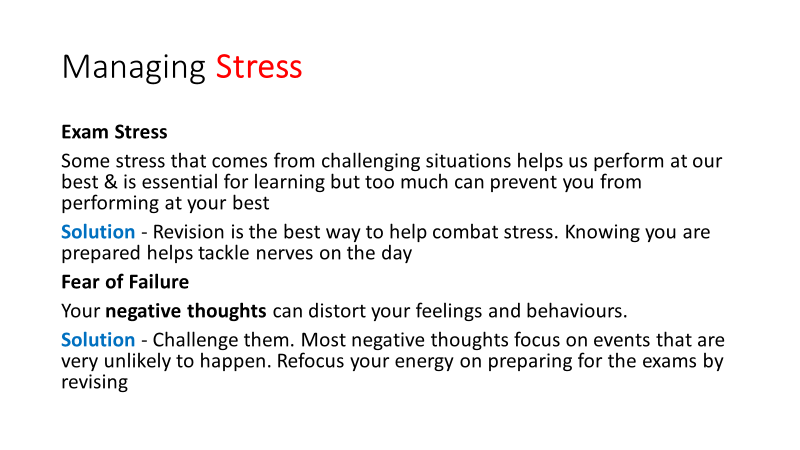 Managing Stress
Exam Stress
Some stress that comes from challenging situations helps us perform at our
best & is essential for learning but too much can prevent you from
performing at your best
Solution - Revision is the best way to help combat stress. Knowing you are
prepared helps tackle nerves on the day
Fear of Failure
Your negative thoughts can distort your feelings and behaviours.
Solution - Challenge them. Most negative thoughts focus on events that are
very unlikely to happen. Refocus your energy on preparing for the exams by
revising